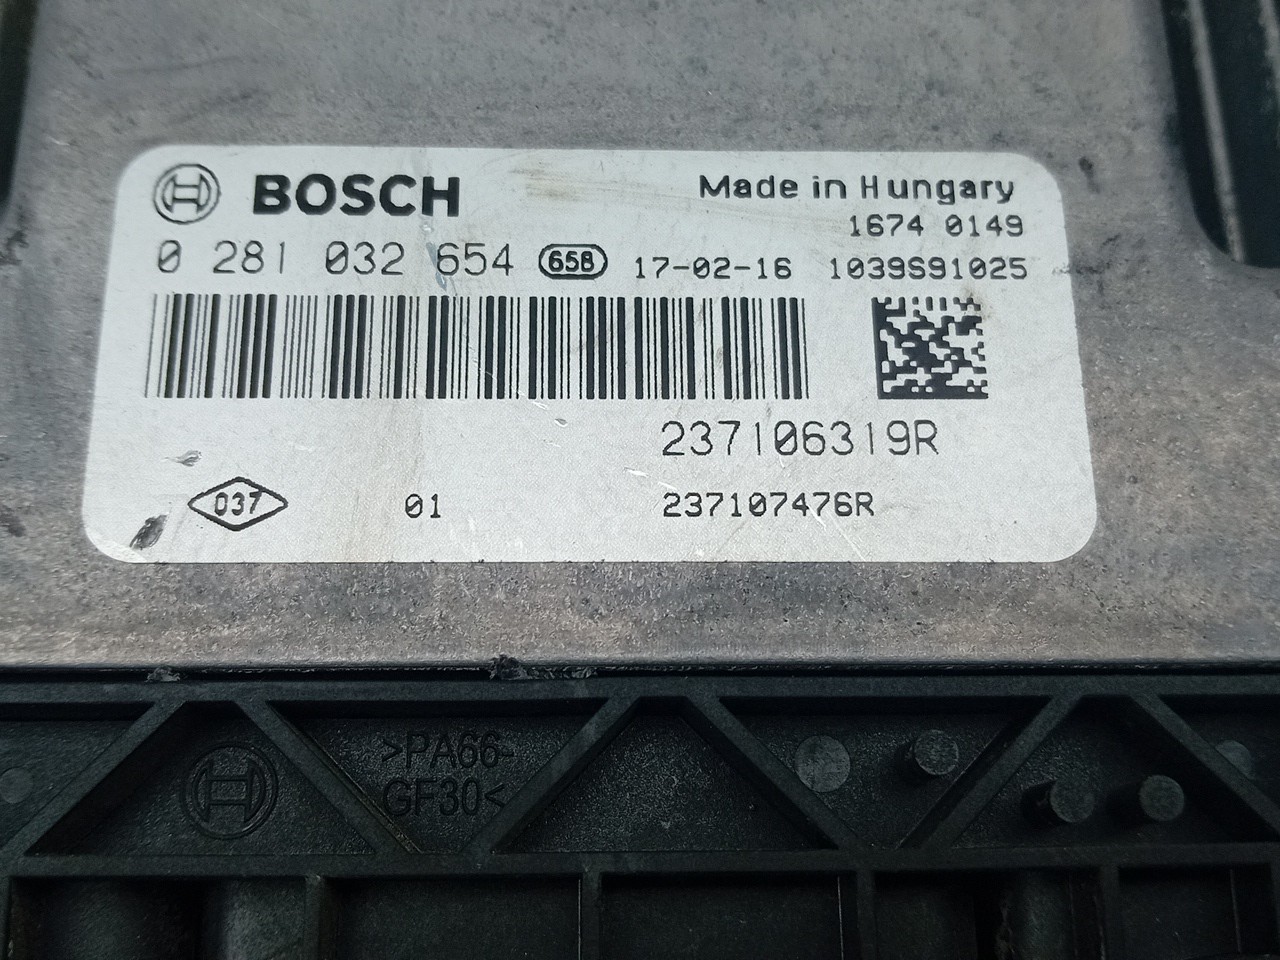 BOSCH Made in Hungary
1674 0149
0 281 032 654 658 17-02-16 1039S91025
237106319R
037 01 237107476R
>PA66-
GF30<